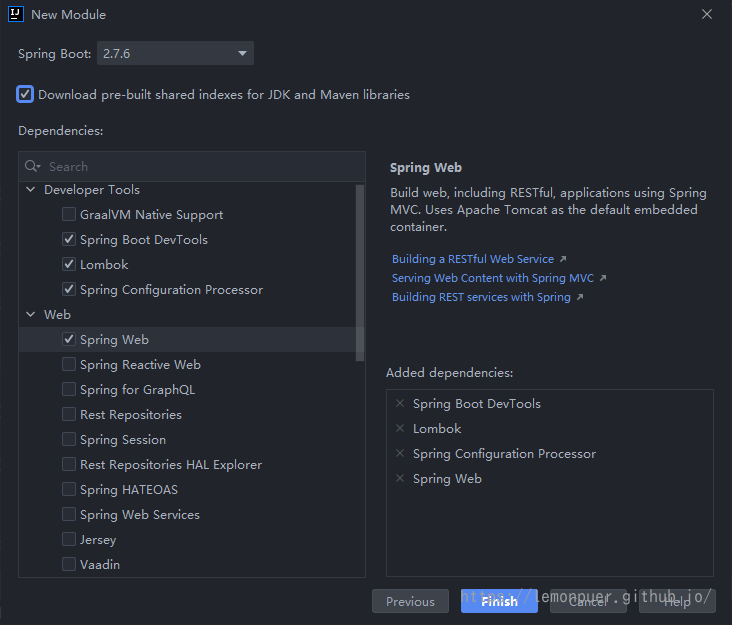 IJ
New Module
Spring Boot: 2.7.6
Download pre-built shared indexes for JDK and Maven libraries
Dependencies:
Search
Developer Tools
GraalVM Native Support
Spring Boot DevTools
Lombok
Spring Configuration Processor
Web
Spring Web
Spring Reactive Web
Spring for GraphQL
Rest Repositories
Spring Session
Rest Repositories HAL Explorer
Spring HATEOAS
Spring Web Services
Jersey
Vaadin
Spring Web
Build web, including RESTful, applications using Spring
MVC. Uses Apache Tomcat as the default embedded
container.
Building a RESTful Web Service ↗
Serving Web Content with Spring MVC ↗
Building REST services with Spring ↗
Added dependencies:
Spring Boot DevTools
Lombok
Spring Configuration Processor
Spring Web
Previous
Finish
Cancel
Help
https://lemonpuer.github.io/